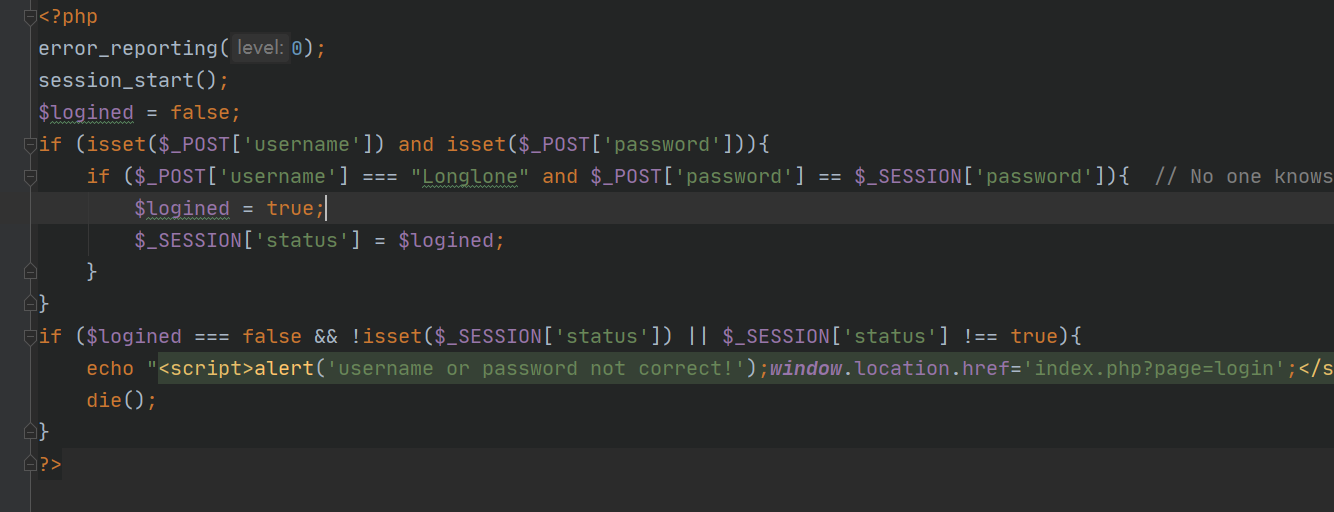 <?php
error_reporting( level: 0);
session_start();
$logined = false;
if (isset($_POST['username']) and isset($_POST['password'])){
    if ($_POST['username'] === "Longlone" and $_POST['password'] == $_SESSION['password']){  // No one knows
        $logined = true;
        $_SESSION['status'] = $logined;
    }
}
if ($logined === false && !isset($_SESSION['status']) || $_SESSION['status'] !== true){
    echo "<script>alert('username or password not correct!');window.location.href='index.php?page=login';</s
    die();
}
?>